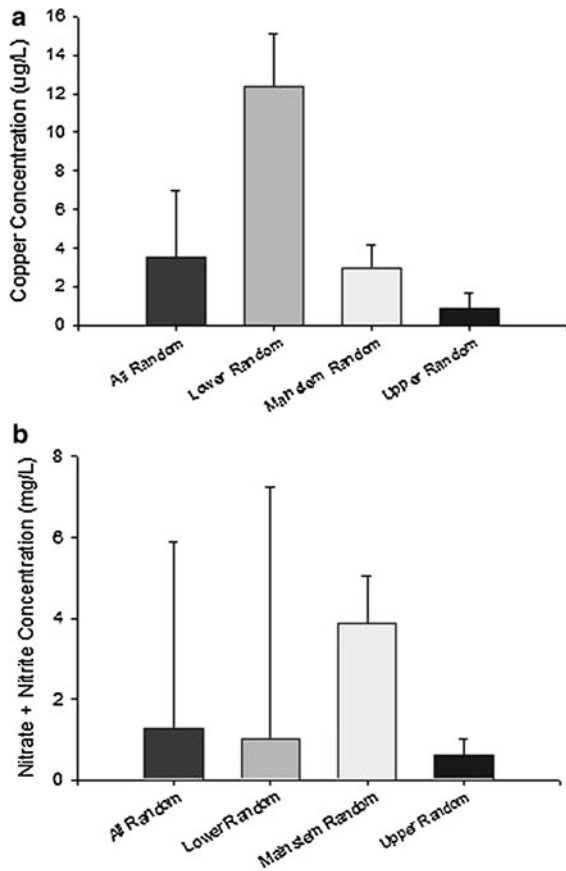 a
Copper Concentration (ug/L)
16
14
12
10
8
6
4
2
0
All Random
Lower Random
Mainstem Random
Upper Random
b
Nitrate + Nitrite Concentration (mg/L)
8
6
4
2
0
All Random
Lower Random
Mainstem Random
Upper Random